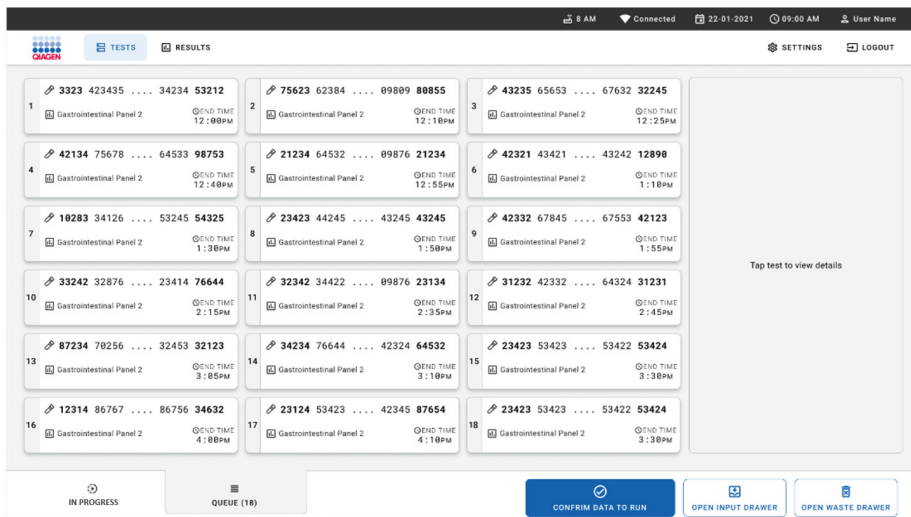 8 AM Connected 22-01-2021 09:00 AM User Name
QIAGEN TESTS RESULTS SETTINGS LOGOUT
1 3323 423435 .... 34234 53212
Gastrointestinal Panel 2 END TIME 12:00PM
2 75623 62384 .... 09809 80855
Gastrointestinal Panel 2 END TIME 12:10PM
3 43235 65653 .... 67632 32245
Gastrointestinal Panel 2 END TIME 12:25PM
4 42134 75678 .... 64533 98753
Gastrointestinal Panel 2 END TIME 12:40PM
5 21234 64532 .... 09876 21234
Gastrointestinal Panel 2 END TIME 12:55PM
6 42321 43421 .... 43242 12890
Gastrointestinal Panel 2 END TIME 1:10PM
7 10283 34126 .... 53245 54325
Gastrointestinal Panel 2 END TIME 1:30PM
8 23423 44245 .... 43245 43245
Gastrointestinal Panel 2 END TIME 1:50PM
9 42332 67845 .... 67553 42123
Gastrointestinal Panel 2 END TIME 1:55PM
10 33242 32876 .... 23414 76644
Gastrointestinal Panel 2 END TIME 2:15PM
11 32342 34422 .... 09876 23134
Gastrointestinal Panel 2 END TIME 2:35PM
12 31232 42332 .... 64324 31231
Gastrointestinal Panel 2 END TIME 2:45PM
13 87234 70256 .... 32453 32123
Gastrointestinal Panel 2 END TIME 3:05PM
14 34234 76644 .... 42324 64532
Gastrointestinal Panel 2 END TIME 3:10PM
15 23423 53423 .... 53422 53424
Gastrointestinal Panel 2 END TIME 3:30PM
16 12314 86767 .... 86756 34632
Gastrointestinal Panel 2 END TIME 4:00PM
17 23124 53423 .... 42345 87654
Gastrointestinal Panel 2 END TIME 4:10PM
18 23423 53423 .... 53422 53424
Gastrointestinal Panel 2 END TIME 3:30PM
Tap test to view details
IN PROGRESS QUEUE (18) CONFRIM DATA TO RUN OPEN INPUT DRAWER OPEN WASTE DRAWER